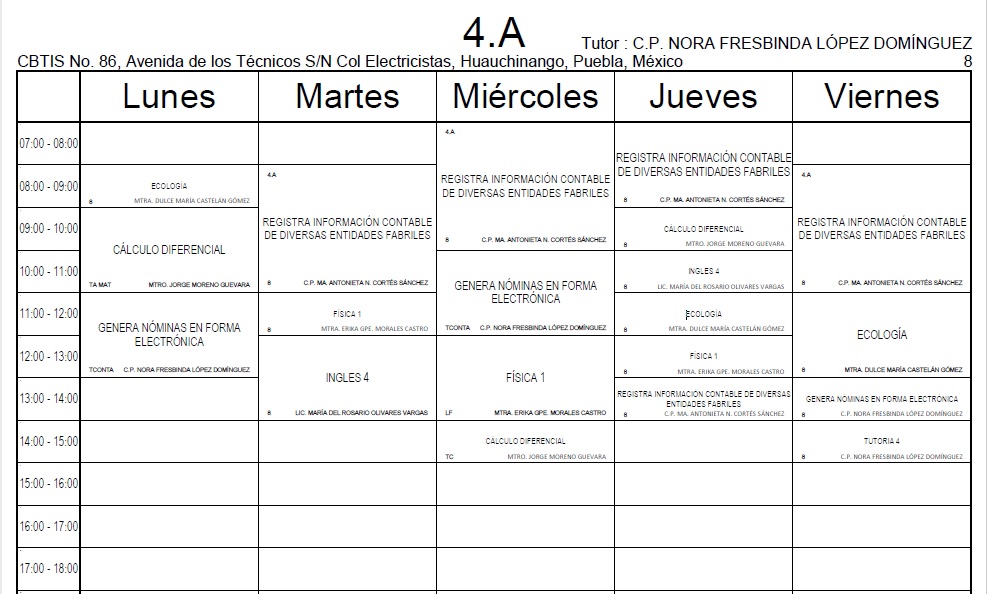 4.A
Tutor : C.P. NORA FRESBINDA LÓPEZ DOMÍNGUEZ
CBTIS No. 86, Avenida de los Técnicos S/N Col Electricistas, Huauchinango, Puebla, México 8
Lunes Martes Miércoles Jueves Viernes
07:00 - 08:00
08:00 - 09:00
09:00 - 10:00
10:00 - 11:00
11:00 - 12:00
12:00 - 13:00
13:00 - 14:00
14:00 - 15:00
15:00 - 16:00
16:00 - 17:00
17:00 - 18:00
ECOLOGÍA
8 MTRA. DULCE MARÍA CASTELÁN GÓMEZ
CÁLCULO DIFERENCIAL
TA MAT MTRO. JORGE MORENO GUEVARA
GENERA NÓMINAS EN FORMA
ELECTRÓNICA
TCONTA C.P. NORA FRESBINDA LÓPEZ DOMÍNGUEZ
4.A
REGISTRA INFORMACIÓN CONTABLE
DE DIVERSAS ENTIDADES FABRILES
8 C.P. MA. ANTONIETA N. CORTÉS SÁNCHEZ
FÍSICA 1
8 MTRA. ERIKA GPE. MORALES CASTRO
INGLES 4
8 LIC. MARÍA DEL ROSARIO OLIVARES VARGAS
4.A
REGISTRA INFORMACIÓN CONTABLE
DE DIVERSAS ENTIDADES FABRILES
8 C.P. MA. ANTONIETA N. CORTÉS SÁNCHEZ
GENERA NÓMINAS EN FORMA
ELECTRÓNICA
TCONTA C.P. NORA FRESBINDA LÓPEZ DOMÍNGUEZ
FÍSICA 1
LF MTRA. ERIKA GPE. MORALES CASTRO
CÁLCULO DIFERENCIAL
TC MTRO. JORGE MORENO GUEVARA
REGISTRA INFORMACIÓN CONTABLE
DE DIVERSAS ENTIDADES FABRILES
8 C.P. MA. ANTONIETA N. CORTÉS SÁNCHEZ
CÁLCULO DIFERENCIAL
8 MTRO. JORGE MORENO GUEVARA
INGLES 4
8 LIC. MARÍA DEL ROSARIO OLIVARES VARGAS
ECOLOGÍA
8 MTRA. DULCE MARÍA CASTELÁN GÓMEZ
FÍSICA 1
8 MTRA. ERIKA GPE. MORALES CASTRO
REGISTRA INFORMACIÓN CONTABLE DE DIVERSAS
ENTIDADES FABRILES
8 C.P. MA. ANTONIETA N. CORTÉS SÁNCHEZ
4.A
REGISTRA INFORMACIÓN CONTABLE
DE DIVERSAS ENTIDADES FABRILES
8 C.P. MA. ANTONIETA N. CORTÉS SÁNCHEZ
ECOLOGÍA
8 MTRA. DULCE MARÍA CASTELÁN GÓMEZ
GENERA NÓMINAS EN FORMA ELECTRÓNICA
8 C.P. NORA FRESBINDA LÓPEZ DOMÍNGUEZ
TUTORIA 4
8 C.P. NORA FRESBINDA LÓPEZ DOMÍNGUEZ